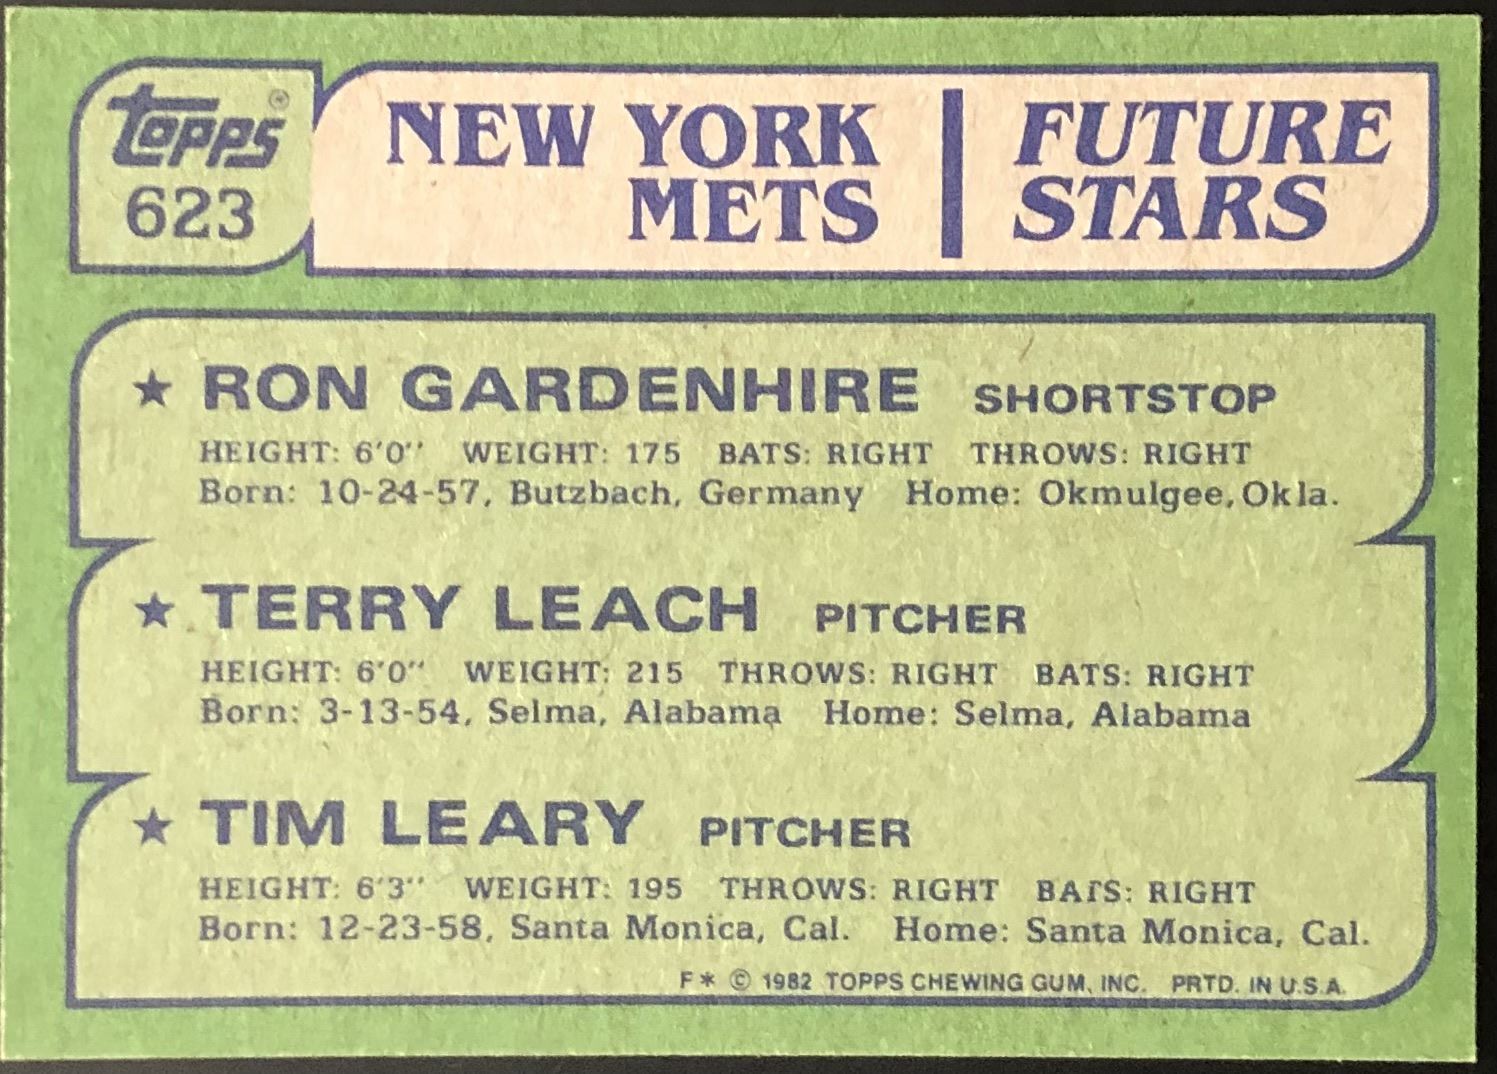 topps®
623
NEW YORK METS | FUTURE STARS
★ RON GARDENHIRE SHORTSTOP
HEIGHT: 6'0" WEIGHT: 175 BATS: RIGHT THROWS: RIGHT
Born: 10-24-57, Butzbach, Germany Home: Okmulgee, Okla.
★ TERRY LEACH PITCHER
HEIGHT: 6'0" WEIGHT: 215 THROWS: RIGHT BATS: RIGHT
Born: 3-13-54, Selma, Alabama Home: Selma, Alabama
★ TIM LEARY PITCHER
HEIGHT: 6'3" WEIGHT: 195 THROWS: RIGHT BATS: RIGHT
Born: 12-23-58, Santa Monica, Cal. Home: Santa Monica, Cal.
F* © 1982 TOPPS CHEWING GUM, INC. PRTD. IN U.S.A.